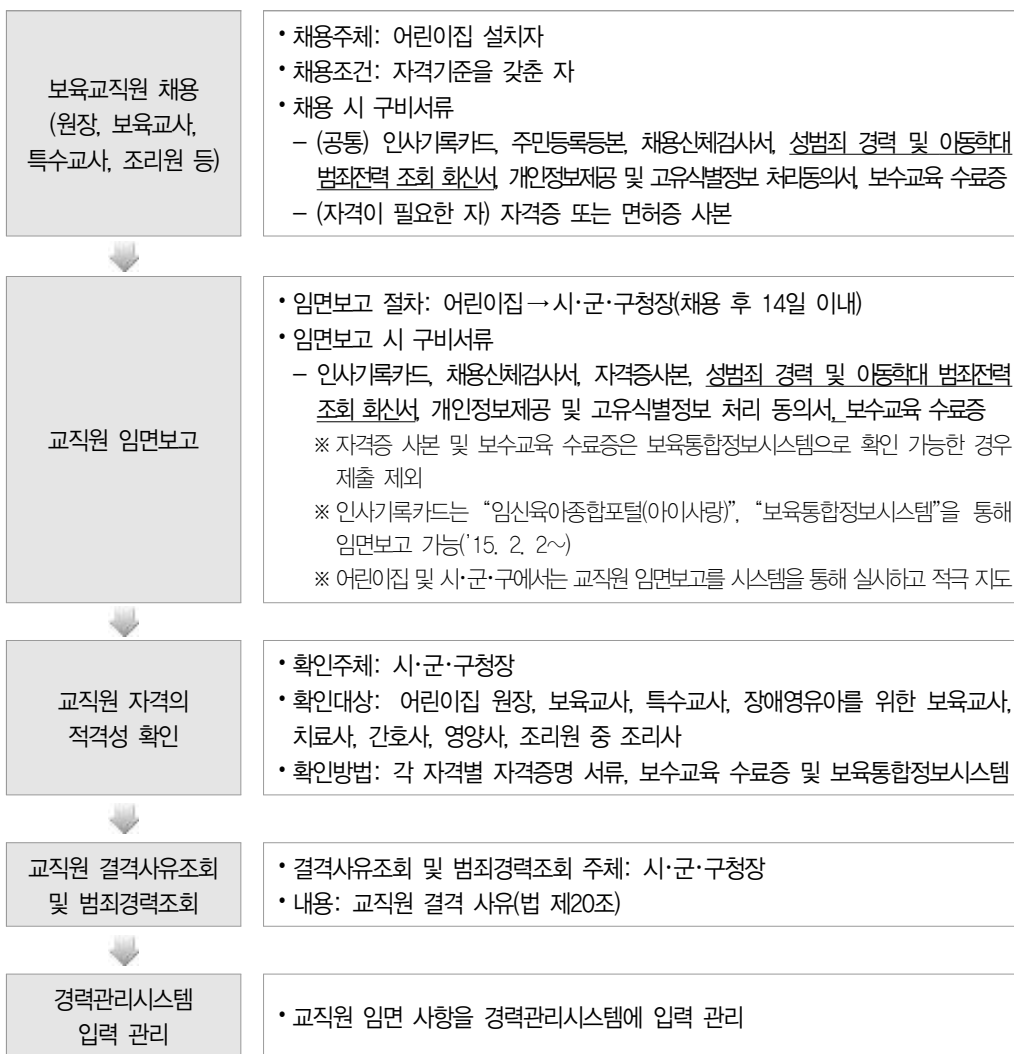 보육교직원 채용
(원장, 보육교사,
특수교사, 조리원 등)
• 채용주체: 어린이집 설치자
• 채용조건: 자격기준을 갖춘 자
• 채용 시 구비서류
– (공통) 인사기록카드, 주민등록등본, 채용신체검사서, 성범죄 경력 및 아동학대
범죄전력 조회 회신서, 개인정보제공 및 고유식별정보 처리동의서, 보수교육 수료증
– (자격이 필요한 자) 자격증 또는 면허증 사본
교직원 임면보고
• 임면보고 절차: 어린이집→시·군·구청장(채용 후 14일 이내)
• 임면보고 시 구비서류
– 인사기록카드, 채용신체검사서, 자격증사본, 성범죄 경력 및 아동학대 범죄전력
조회 회신서, 개인정보제공 및 고유식별정보 처리 동의서, 보수교육 수료증
※ 자격증 사본 및 보수교육 수료증은 보육통합정보시스템으로 확인 가능한 경우
제출 제외
※ 인사기록카드는 “임신육아종합포털(아이사랑)”, “보육통합정보시스템”을 통해
임면보고 가능('15. 2. 2~)
※ 어린이집 및 시·군·구에서는 교직원 임면보고를 시스템을 통해 실시하고 적극 지도
교직원 자격의
적격성 확인
• 확인주체: 시·군·구청장
• 확인대상: 어린이집 원장, 보육교사, 특수교사, 장애영유아를 위한 보육교사,
치료사, 간호사, 영양사, 조리원 중 조리사
• 확인방법: 각 자격별 자격증명 서류, 보수교육 수료증 및 보육통합정보시스템
교직원 결격사유조회
및 범죄경력조회
• 결격사유조회 및 범죄경력조회 주체: 시·군·구청장
• 내용: 교직원 결격 사유(법 제20조)
경력관리시스템
입력 관리
• 교직원 임면 사항을 경력관리시스템에 입력 관리